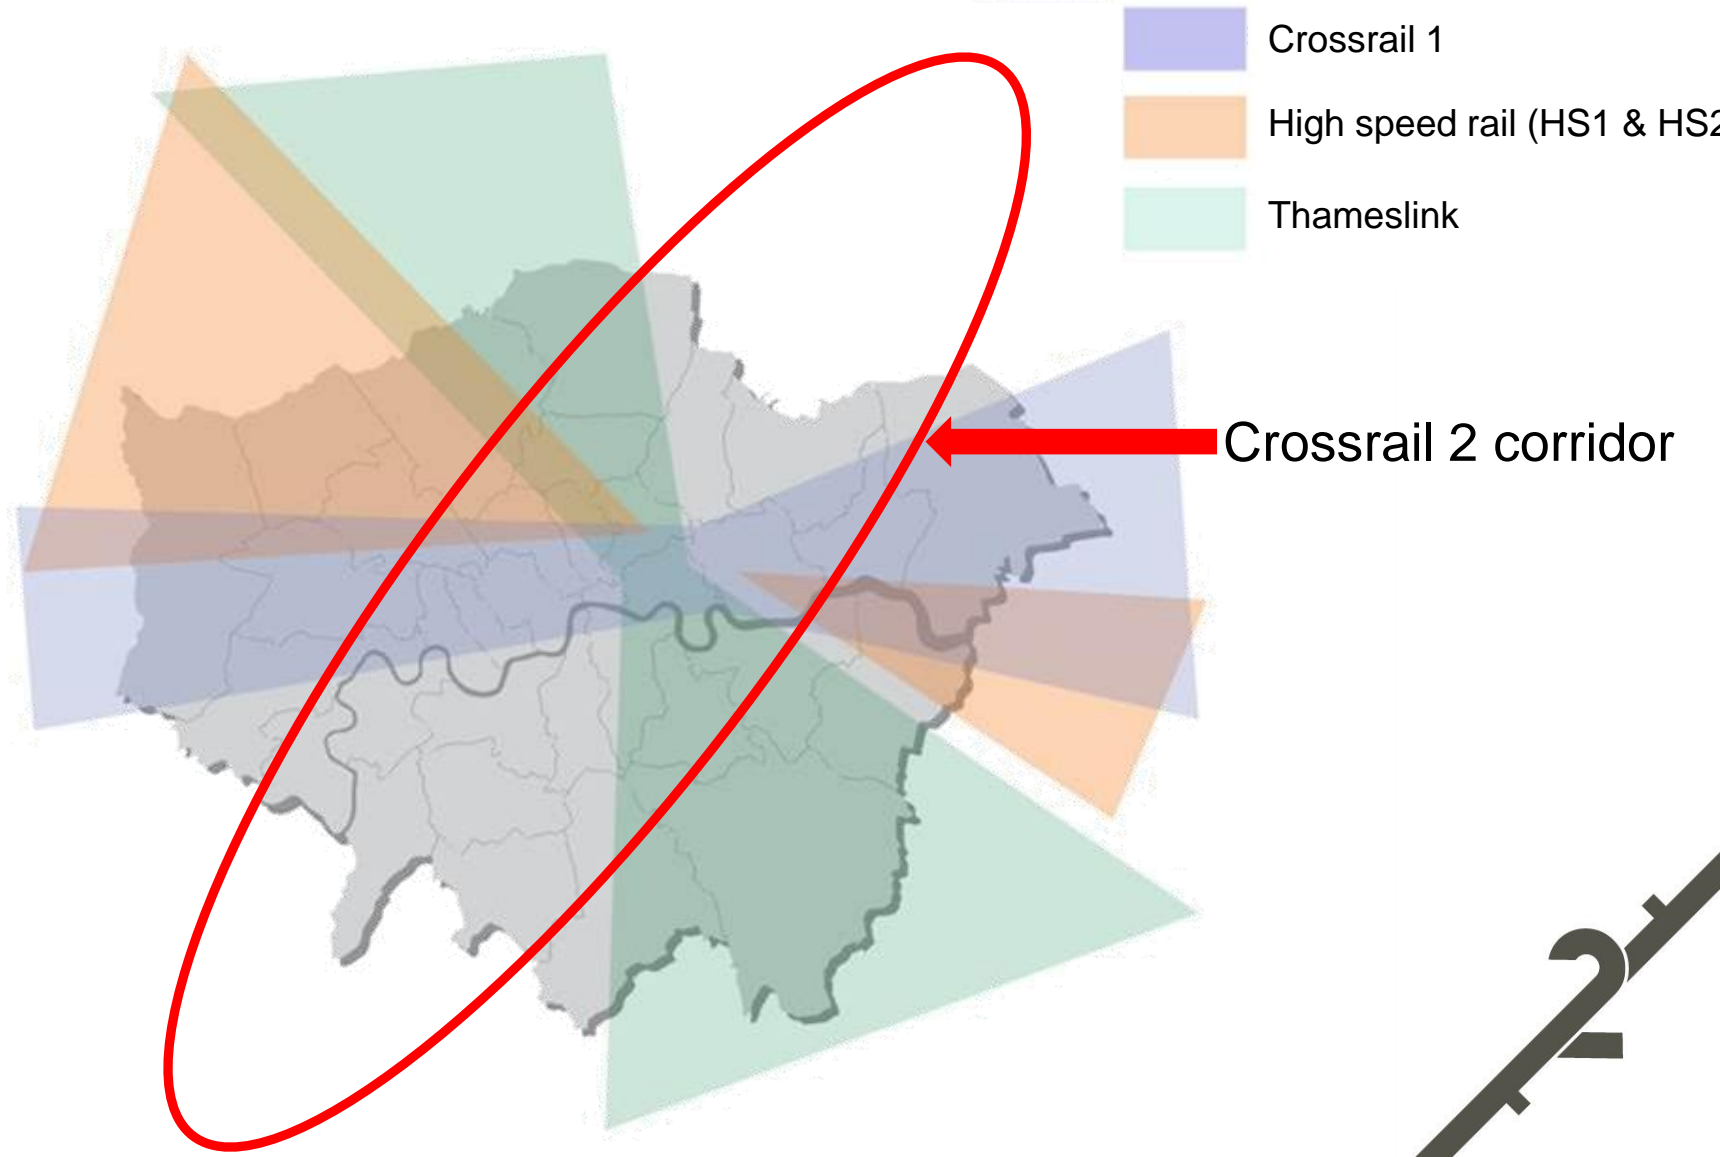 Crossrail 1
High speed rail (HS1 & HS2
Thameslink
Crossrail 2 corridor
2